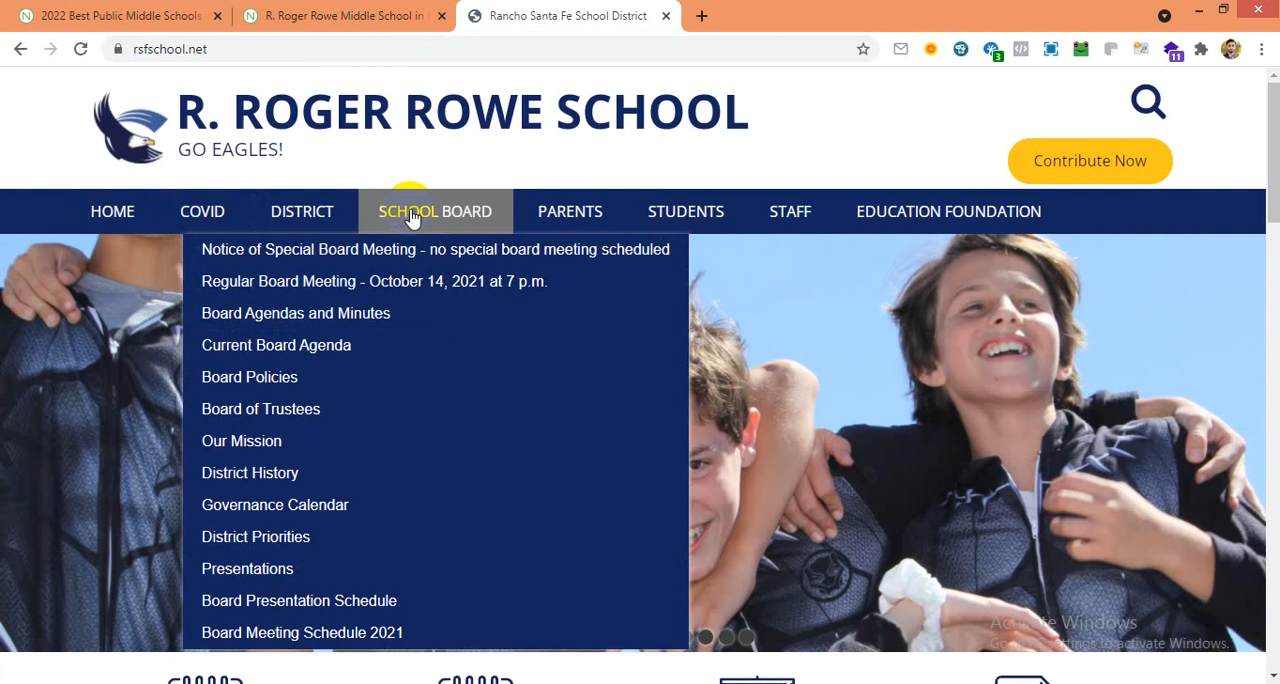 2022 Best Public Middle Schools
R. Roger Rowe Middle School in
Rancho Santa Fe School District
rsfschool.net
3
11
R. ROGER ROWE SCHOOL
GO EAGLES!
Contribute Now
HOME COVID DISTRICT SCHOOL BOARD PARENTS STUDENTS STAFF EDUCATION FOUNDATION
Notice of Special Board Meeting - no special board meeting scheduled
Regular Board Meeting - October 14, 2021 at 7 p.m.
Board Agendas and Minutes
Current Board Agenda
Board Policies
Board of Trustees
Our Mission
District History
Governance Calendar
District Priorities
Presentations
Board Presentation Schedule
Board Meeting Schedule 2021
Activate Windows
Go to Settings to activate Windows.